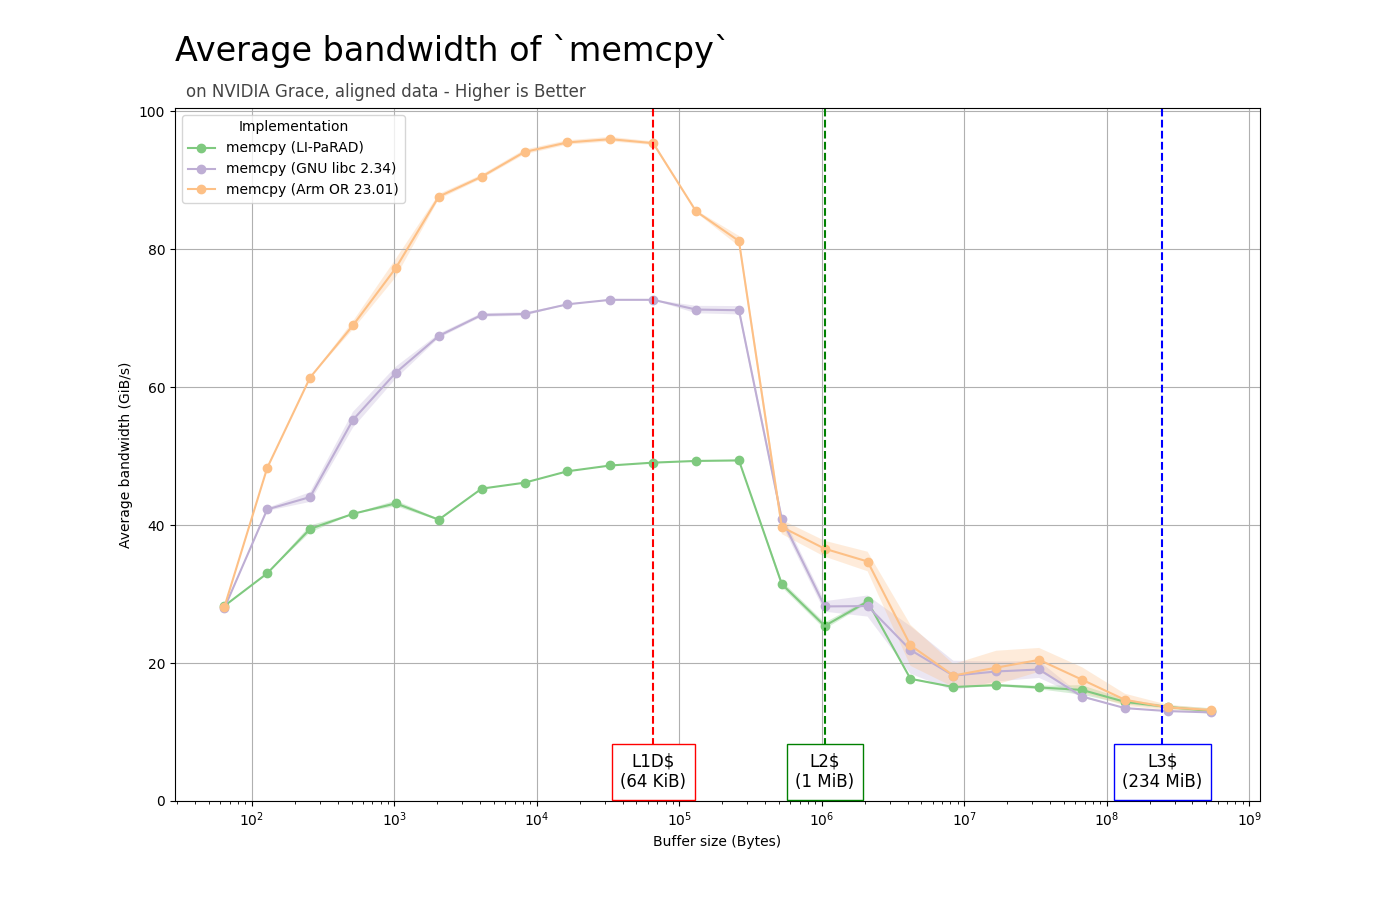 Average bandwidth of `memcpy`
on NVIDIA Grace, aligned data - Higher is Better
Implementation
memcpy (LI-PaRAD)
memcpy (GNU libc 2.34)
memcpy (Arm OR 23.01)
Average bandwidth (GiB/s)
100
80
60
40
20
0
L1D$
(64 KiB)
L2$
(1 MiB)
L3$
(234 MiB)
10²
10³
10⁴
10⁵
10⁶
10⁷
10⁸
10⁹
Buffer size (Bytes)